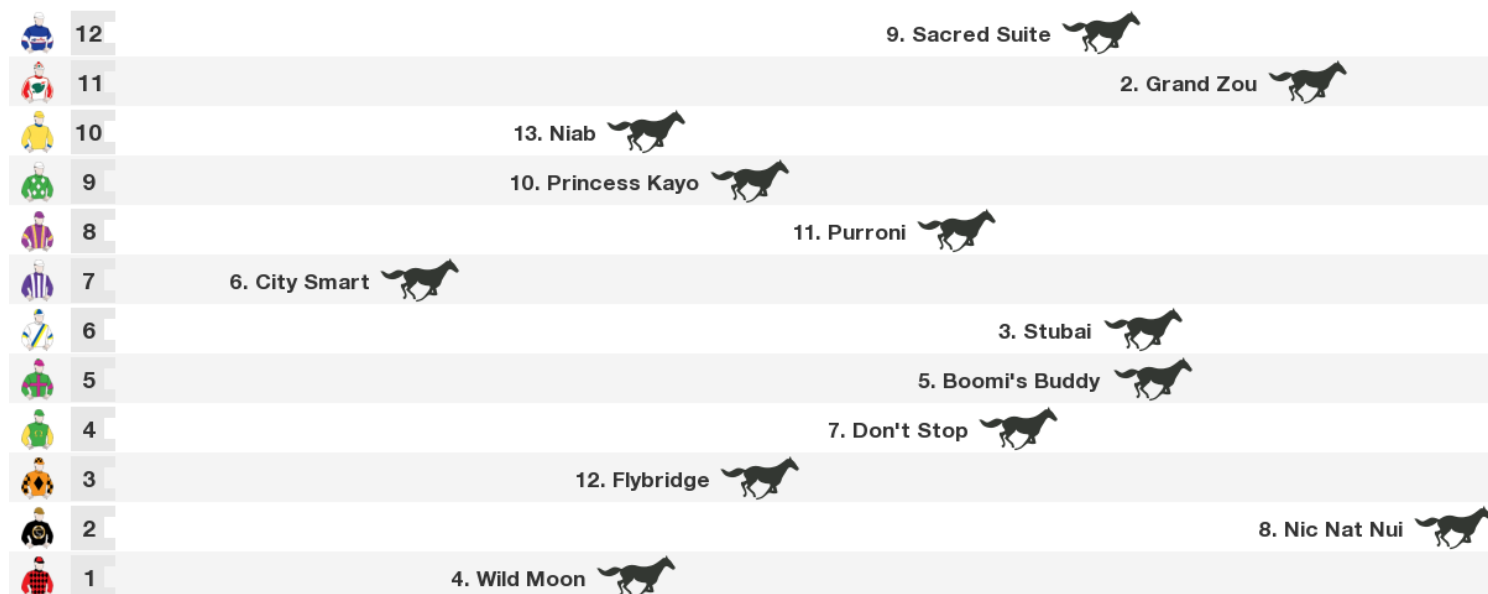 12 9. Sacred Suite
11 2. Grand Zou
10 13. Niab
9 10. Princess Kayo
8 11. Purroni
7 6. City Smart
6 3. Stubai
5 5. Boomi's Buddy
4 7. Don't Stop
3 12. Flybridge
2 8. Nic Nat Nui
1 4. Wild Moon